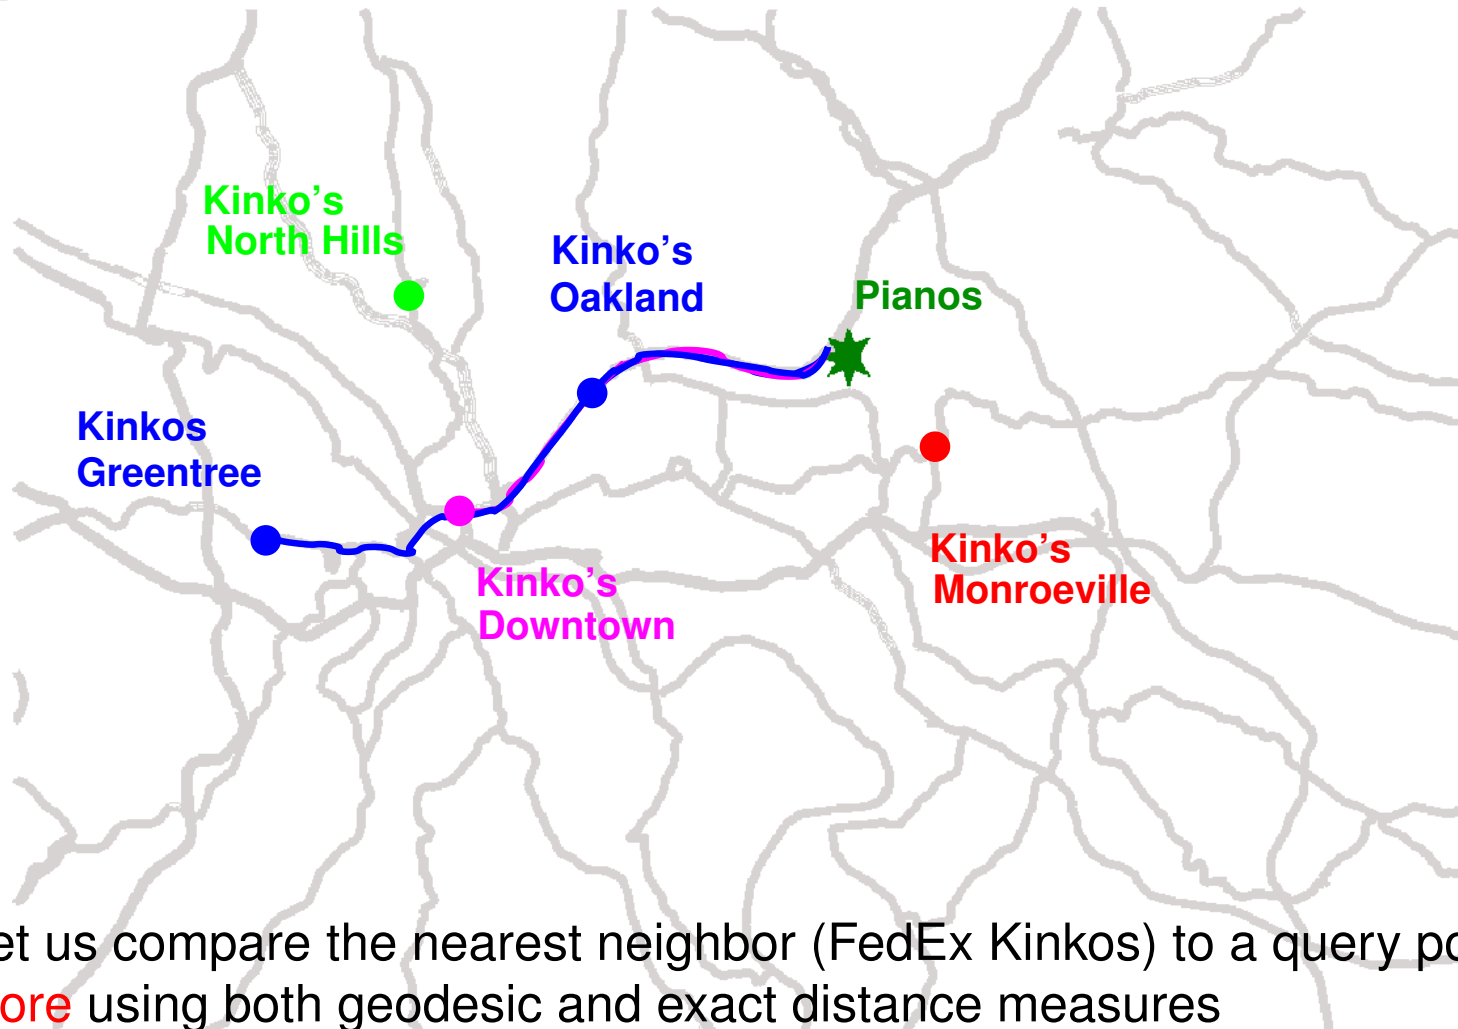 Kinko’s
North Hills
Kinko’s
Oakland
Pianos
Kinkos
Greentree
Kinko’s
Monroeville
Kinko’s
Downtown
et us compare the nearest neighbor (FedEx Kinkos) to a query po
ore using both geodesic and exact distance measures